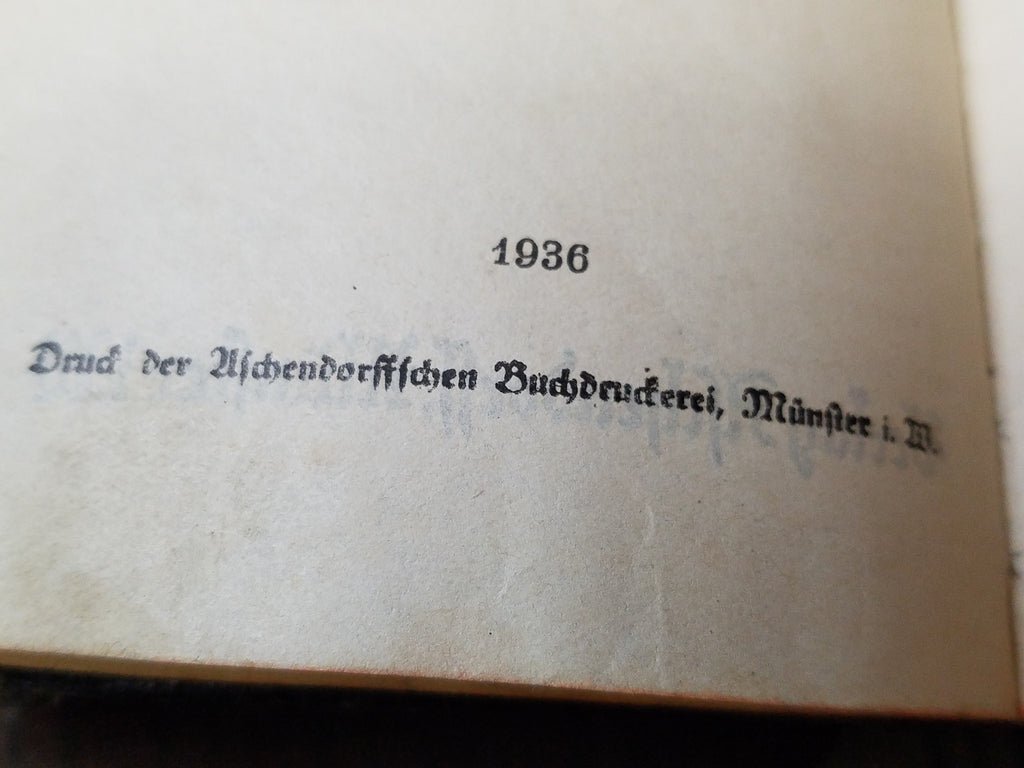 1936
Druck der Aschendorffschen Buchdruckerei, Münster i. W.